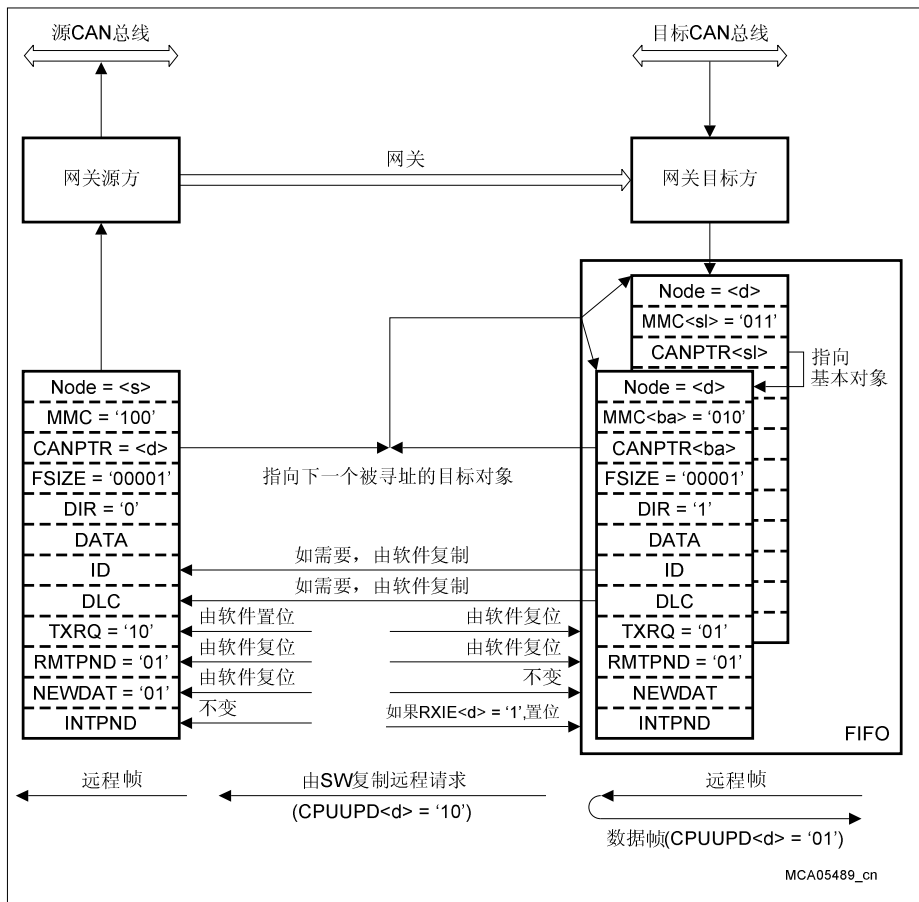 源CAN总线
目标CAN总线
网关源方
网关
网关目标方
Node = <d>
MMC<sl> = ‘011’
CANPTR<sl>
指向
基本对象
Node = <s>
MMC = ‘100’
CANPTR = <d>
FSIZE = ‘00001’
DIR = ‘0’
DATA
ID
DLC
TXRQ = ‘10’
RMTPND = ‘01’
NEWDAT = ‘01’
INTPND
指向下一个被寻址的目标对象
如需要，由软件复制
如需要，由软件复制
由软件置位
由软件复位
由软件复位
不变
由软件复位
由软件复位
不变
如果RXIE<d> = ‘1’,置位
Node = <d>
MMC<ba> = ‘010’
CANPTR<ba>
FSIZE = ‘00001’
DIR = ‘1’
DATA
ID
DLC
TXRQ = ‘01’
RMTPND = ‘01’
NEWDAT
INTPND
FIFO
远程帧
由SW复制远程请求
(CPUUPD<d> = ‘10’)
远程帧
数据帧(CPUUPD<d> = ‘01’)
MCA05489_cn